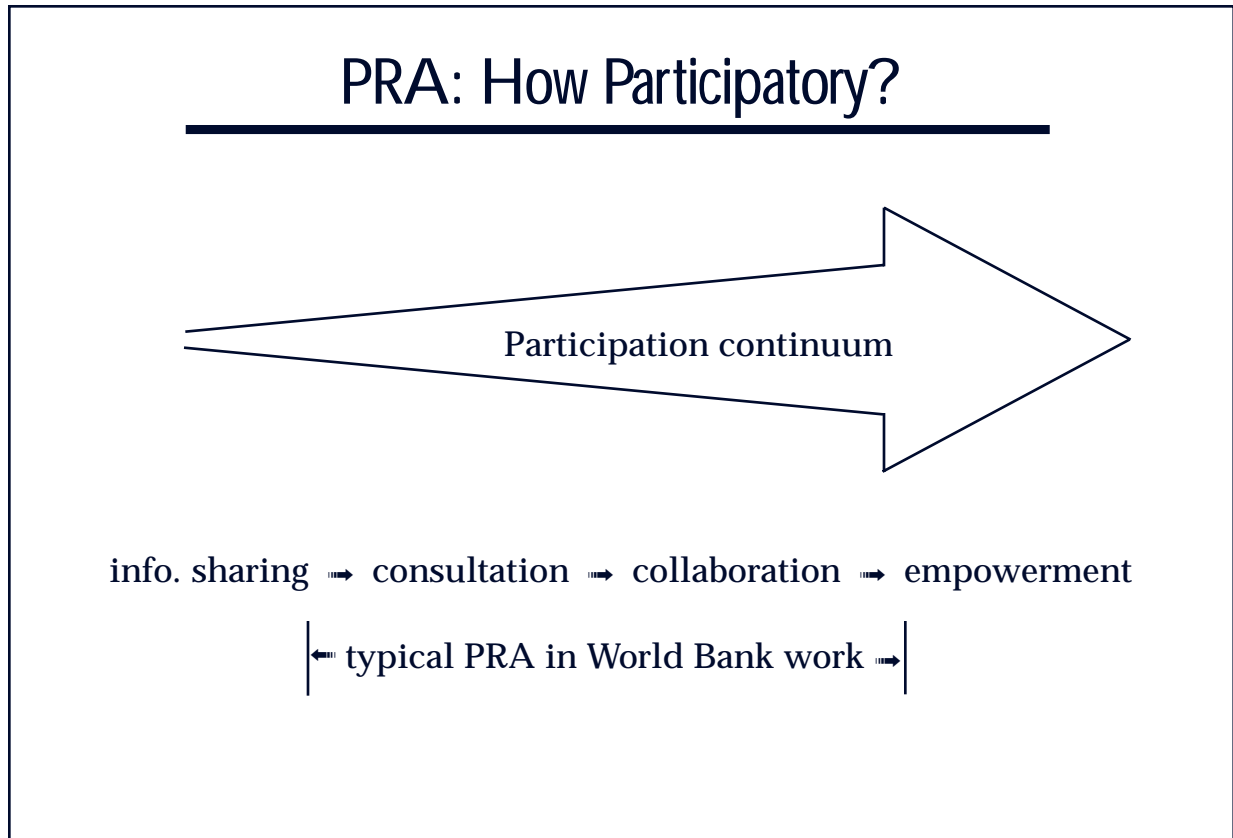 PRA: How Participatory?
Participation continuum
info. sharing ➟ consultation ➟ collaboration ➟ empowerment
typical PRA in World Bank work